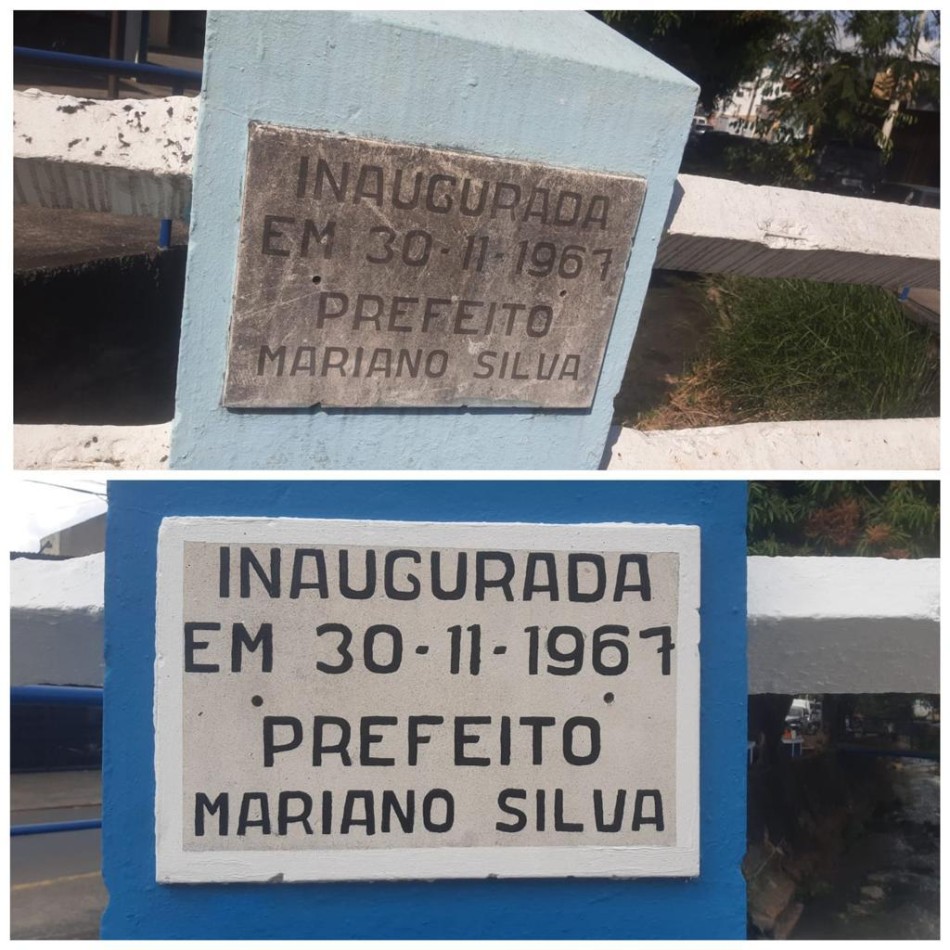 INAUGURADA
EM 30-11-1967
PREFEITO
MARIANO SILVA
INAUGURADA
EM 30-11-1967
PREFEITO
MARIANO SILVA